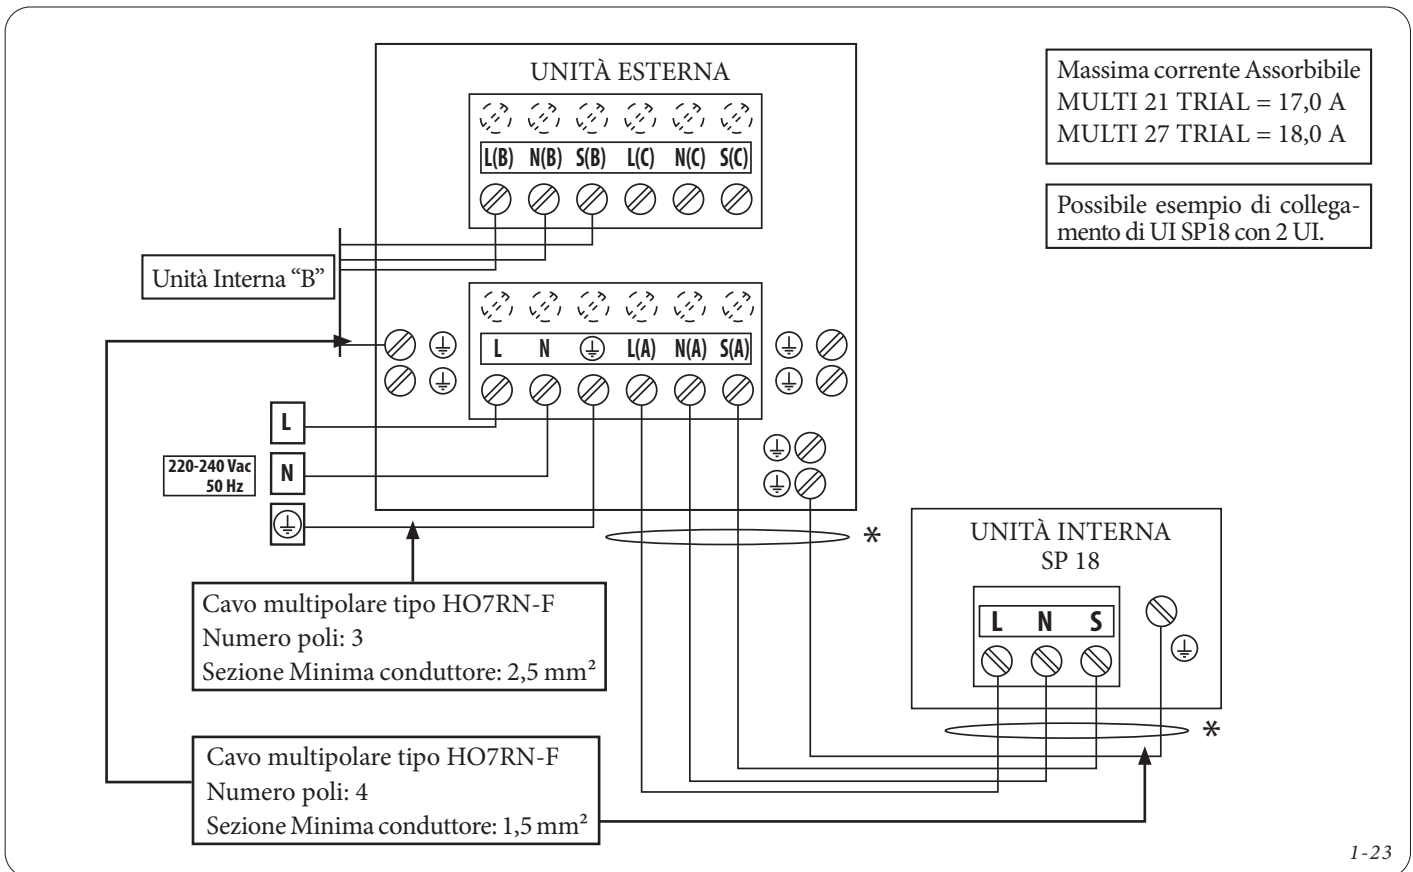 UNITÀ ESTERNA
L(B) N(B) S(B) L(C) N(C) S(C)
Massima corrente Assorbibile
MULTI 21 TRIAL = 17,0 A
MULTI 27 TRIAL = 18,0 A
Possibile esempio di collega-
mento di UI SP18 con 2 UI.
Unità Interna “B”
L N L(A) N(A) S(A)
L
220-240 Vac
50 Hz
N
*
UNITÀ INTERNA
SP 18
L N S
*
Cavo multipolare tipo HO7RN-F
Numero poli: 3
Sezione Minima conduttore: 2,5 mm²
Cavo multipolare tipo HO7RN-F
Numero poli: 4
Sezione Minima conduttore: 1,5 mm²
1-23